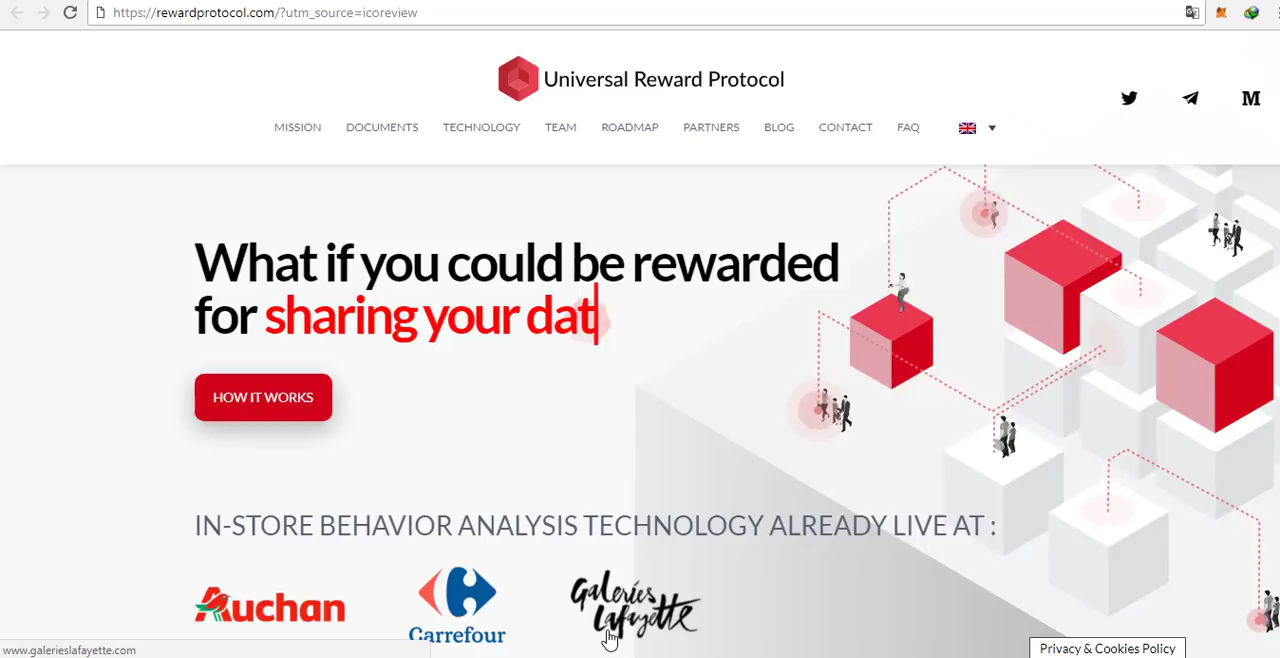 https://rewardprotocol.com/?utm_source=icoreview
Universal Reward Protocol
MISSION DOCUMENTS TECHNOLOGY TEAM ROADMAP PARTNERS BLOG CONTACT FAQ
What if you could be rewarded
for sharing your dat
HOW IT WORKS
IN-STORE BEHAVIOR ANALYSIS TECHNOLOGY ALREADY LIVE AT :
Auchan Carrefour Galeries
Lafayette
www.galerieslafayette.com
Privacy & Cookies Policy